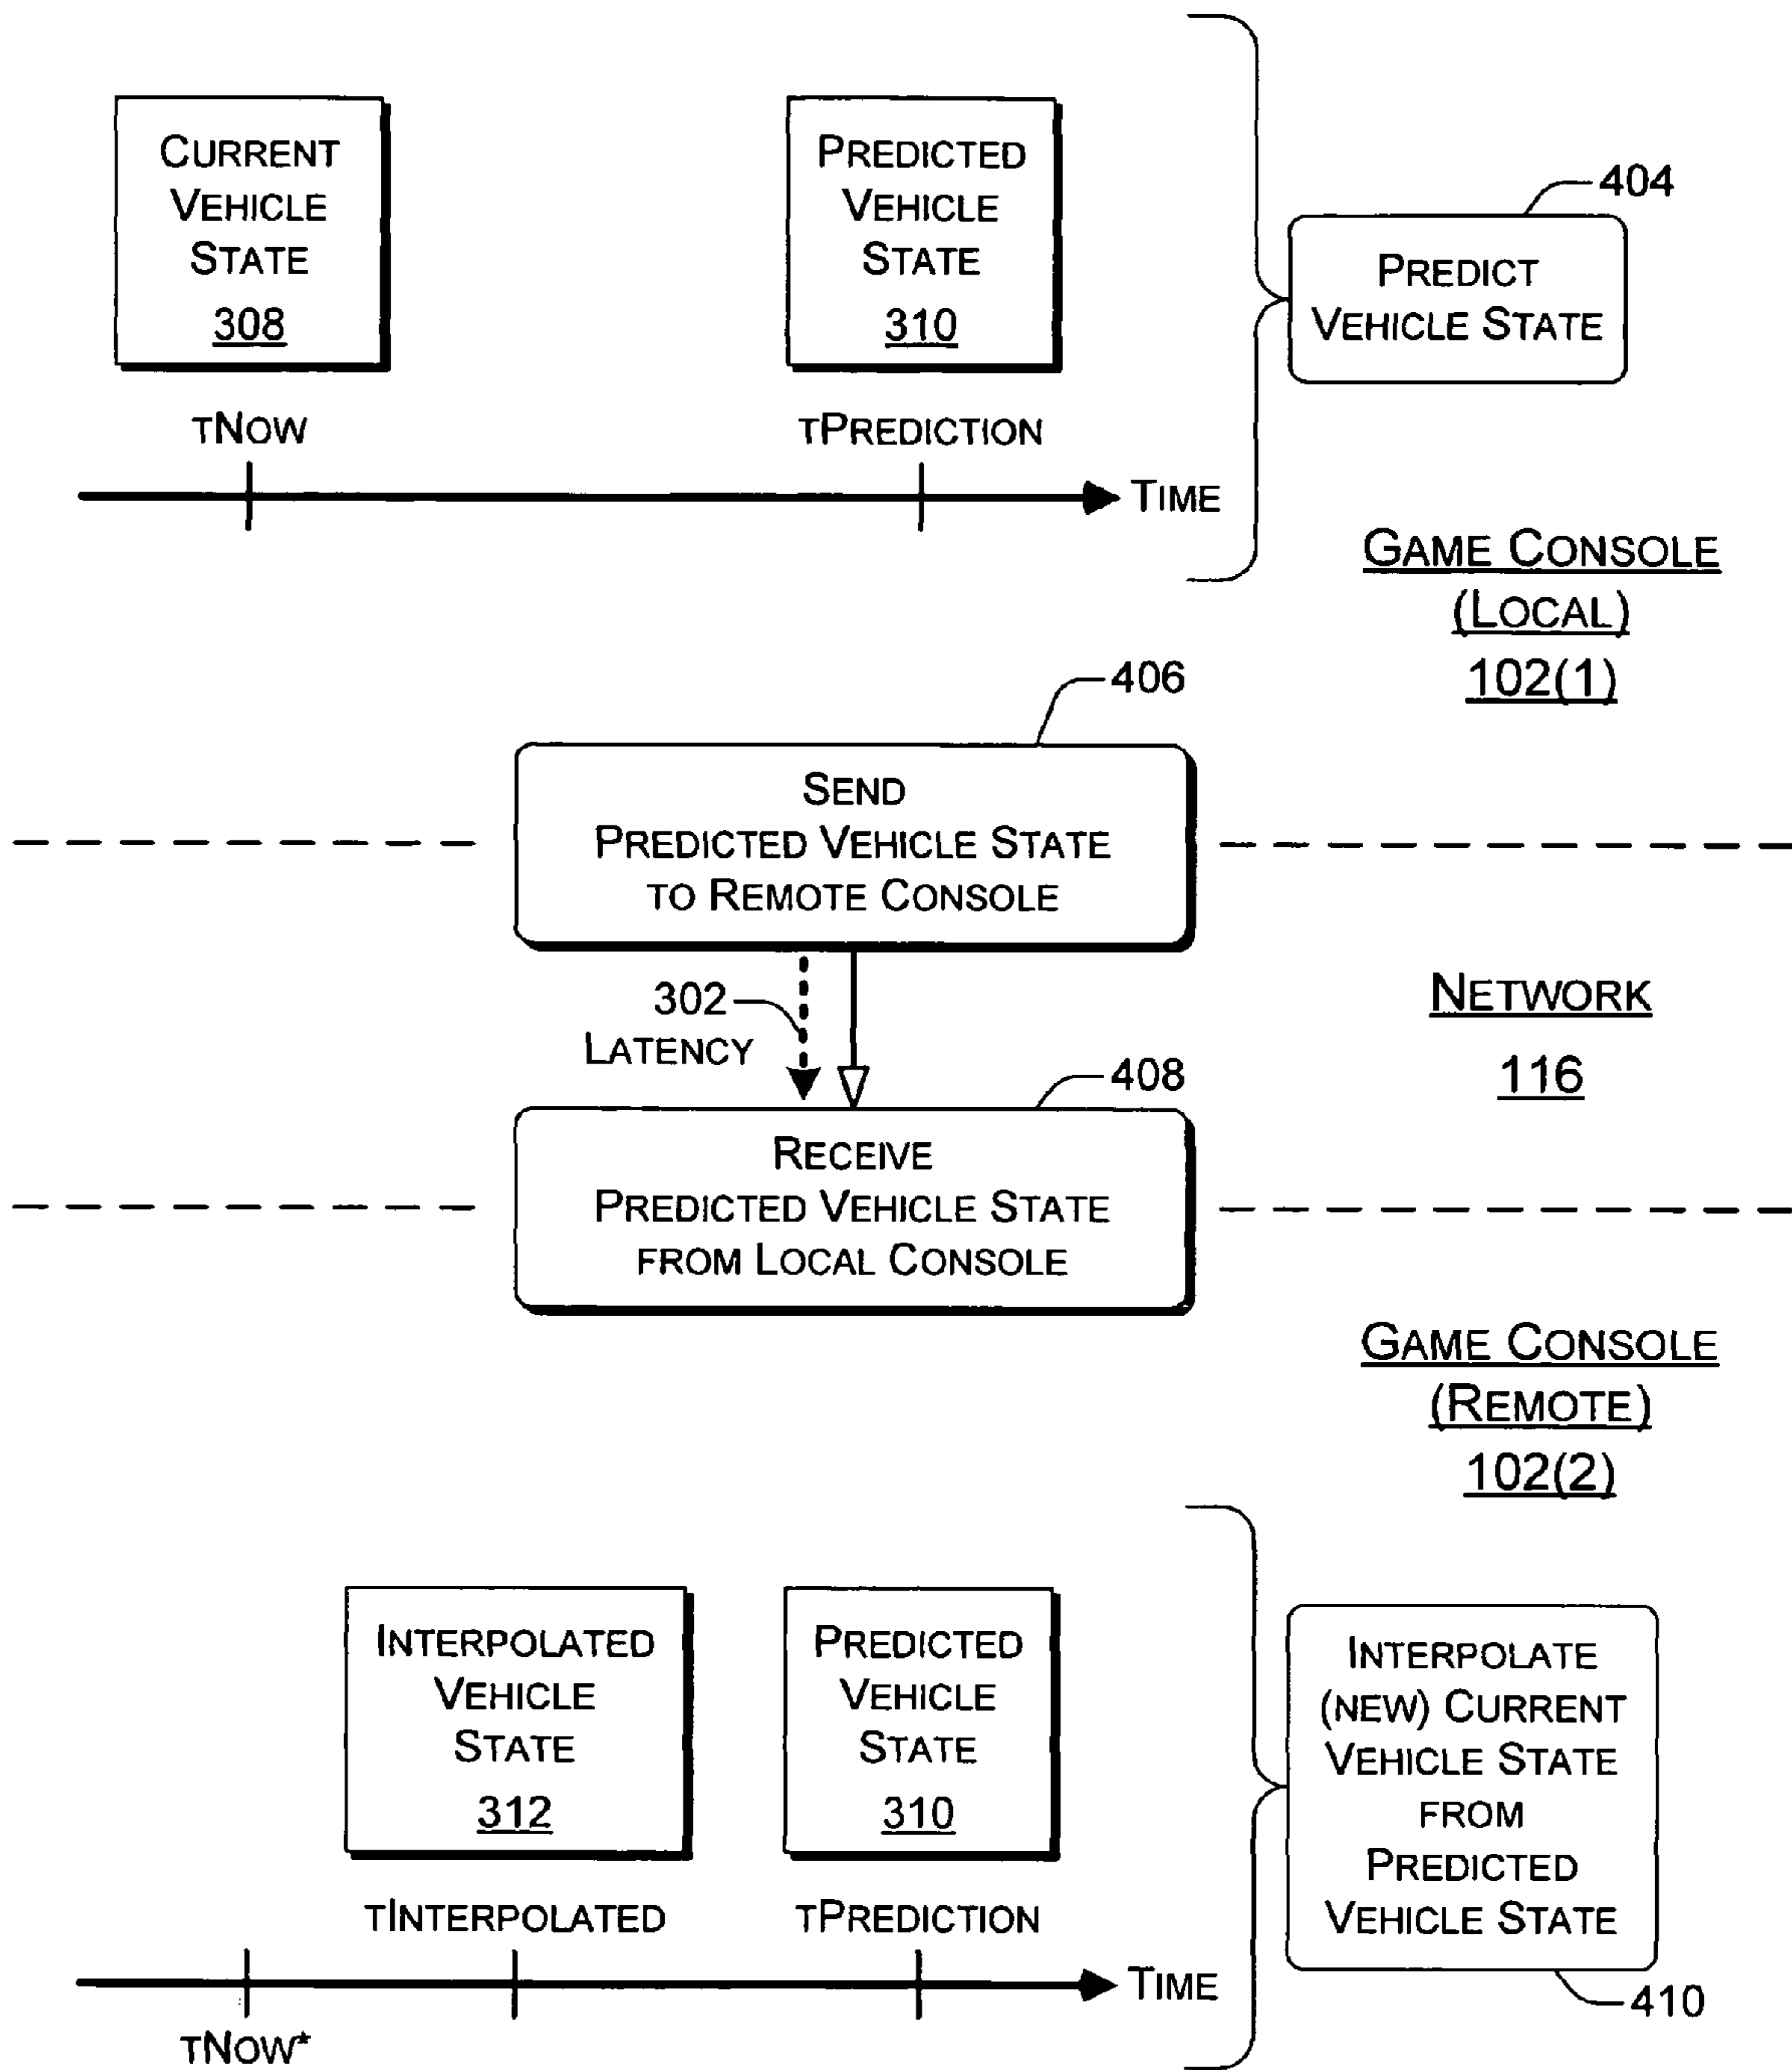 CURRENT
VEHICLE
STATE
308
PREDICTED
VEHICLE
STATE
310
404
PREDICT
VEHICLE STATE
TNOW
TPREDICTION
TIME
GAME CONSOLE
(LOCAL)
102(1)
406
SEND
PREDICTED VEHICLE STATE
TO REMOTE CONSOLE
302
LATENCY
NETWORK
116
408
RECEIVE
PREDICTED VEHICLE STATE
FROM LOCAL CONSOLE
GAME CONSOLE
(REMOTE)
102(2)
INTERPOLATED
VEHICLE
STATE
312
PREDICTED
VEHICLE
STATE
310
INTERPOLATE
(NEW) CURRENT
VEHICLE STATE
FROM
PREDICTED
VEHICLE STATE
410
TINTERPOLATED
TPREDICTION
TIME
TNOW*